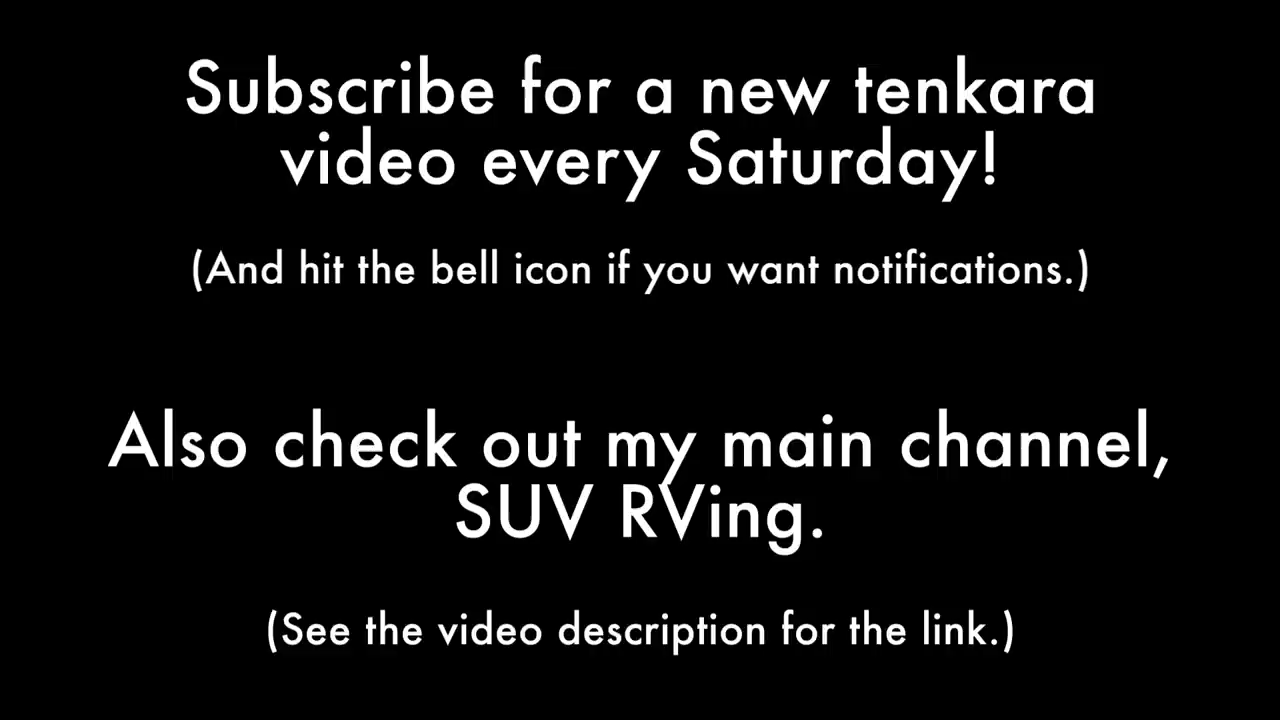 Subscribe for a new tenkara
video every Saturday!
(And hit the bell icon if you want notifications.)
Also check out my main channel,
SUV RVing.
(See the video description for the link.)